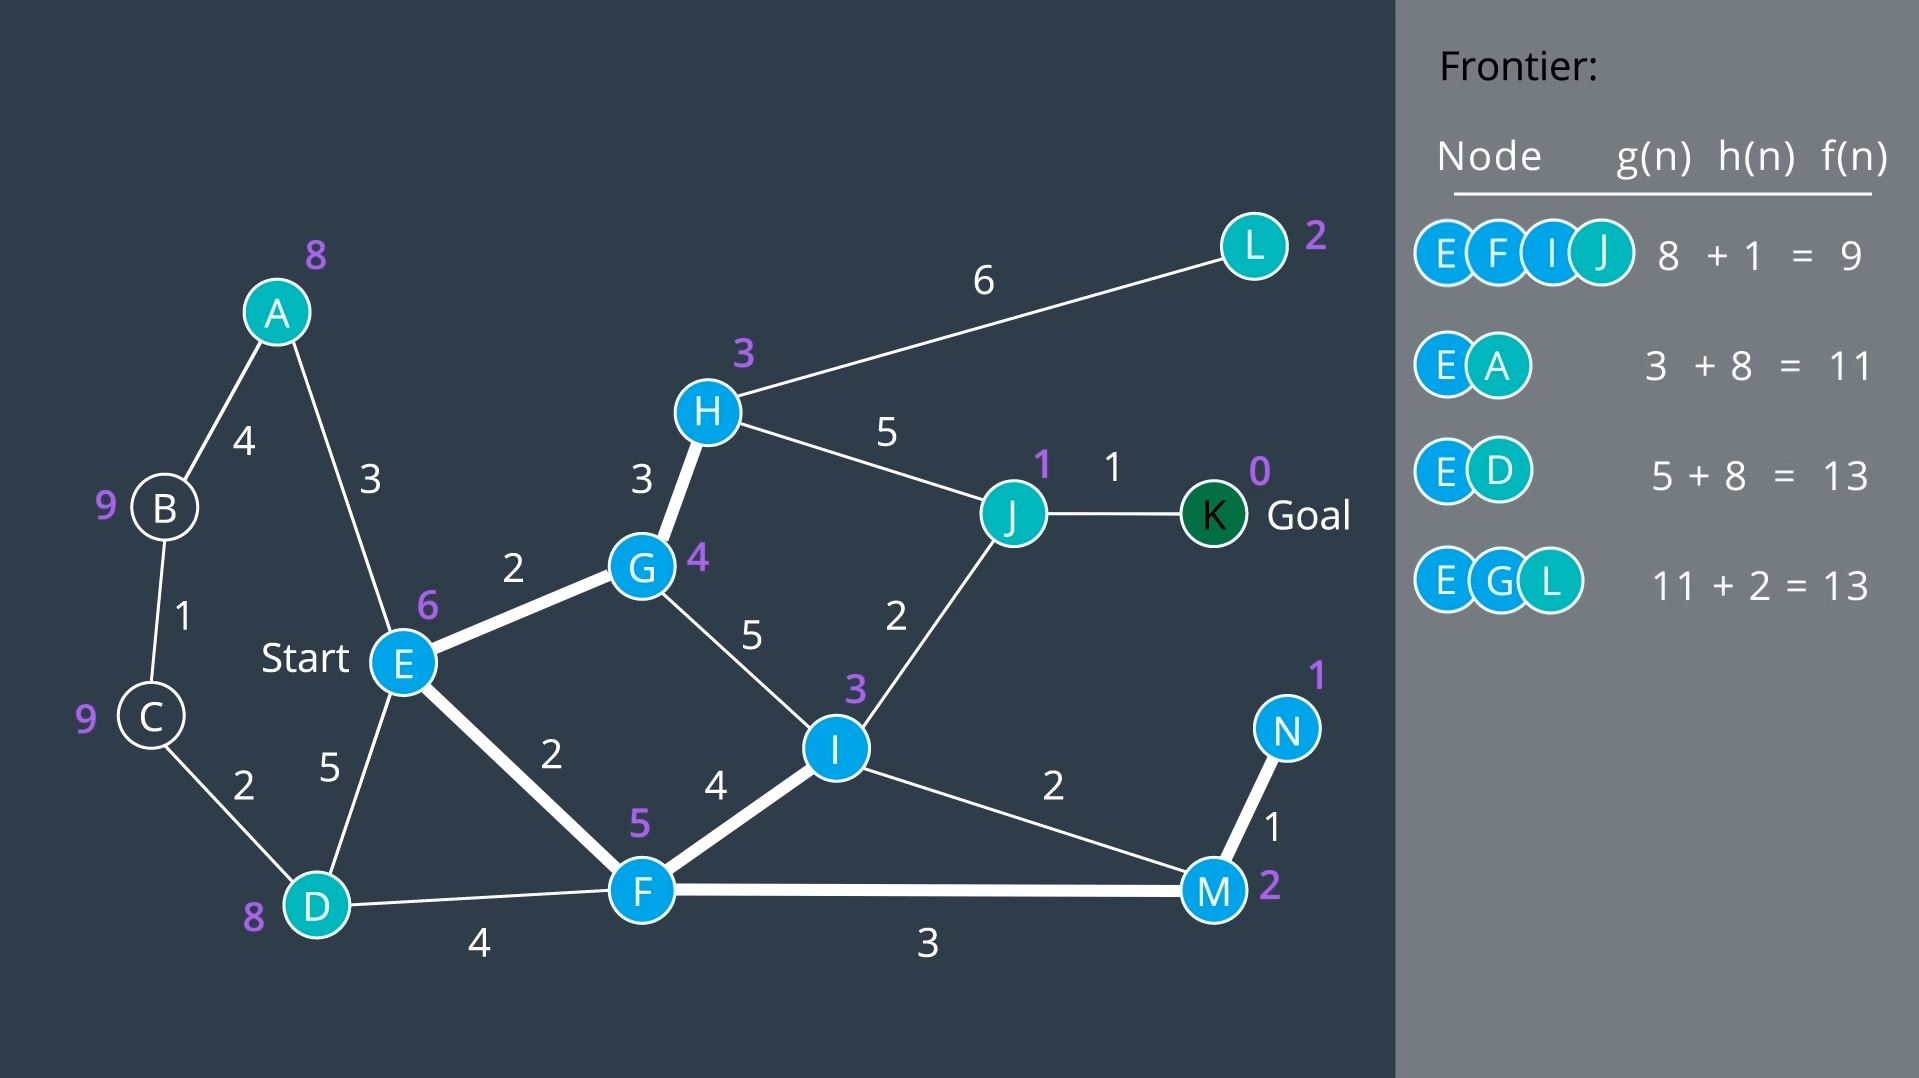 Frontier:
Node g(n) h(n) f(n)
E F I J 8 + 1 = 9
E A 3 + 8 = 11
E D 5 + 8 = 13
E G L 11 + 2 = 13
L 2
8
6
A
3
H
5
4
1
1
0
3
3
9 B
J
K Goal
2
G 4
6
1
2
5
Start E
3
1
9 C
I
N
2
5
2
4
2
1
5
8 D
F
M 2
4
3